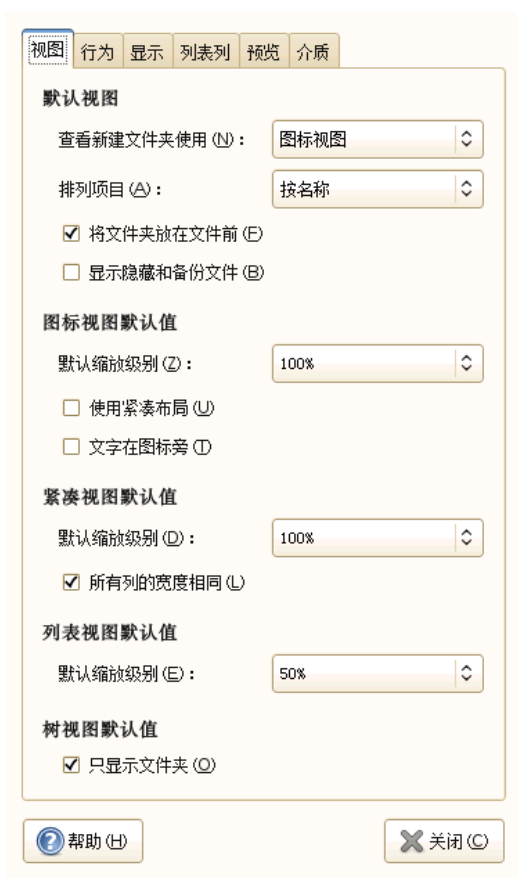 视图 行为 显示 列表列 预览 介质
默认视图
查看新建文件夹使用(N): 图标视图
排列项目(A): 按名称
将文件夹放在文件前(F)
显示隐藏和备份文件(B)
图标视图默认值
默认缩放级别(Z): 100%
使用紧凑布局(U)
文字在图标旁(T)
紧凑视图默认值
默认缩放级别(D): 100%
所有列的宽度相同(L)
列表视图默认值
默认缩放级别(E): 50%
树视图默认值
只显示文件夹(O)
帮助(H) 关闭(C)